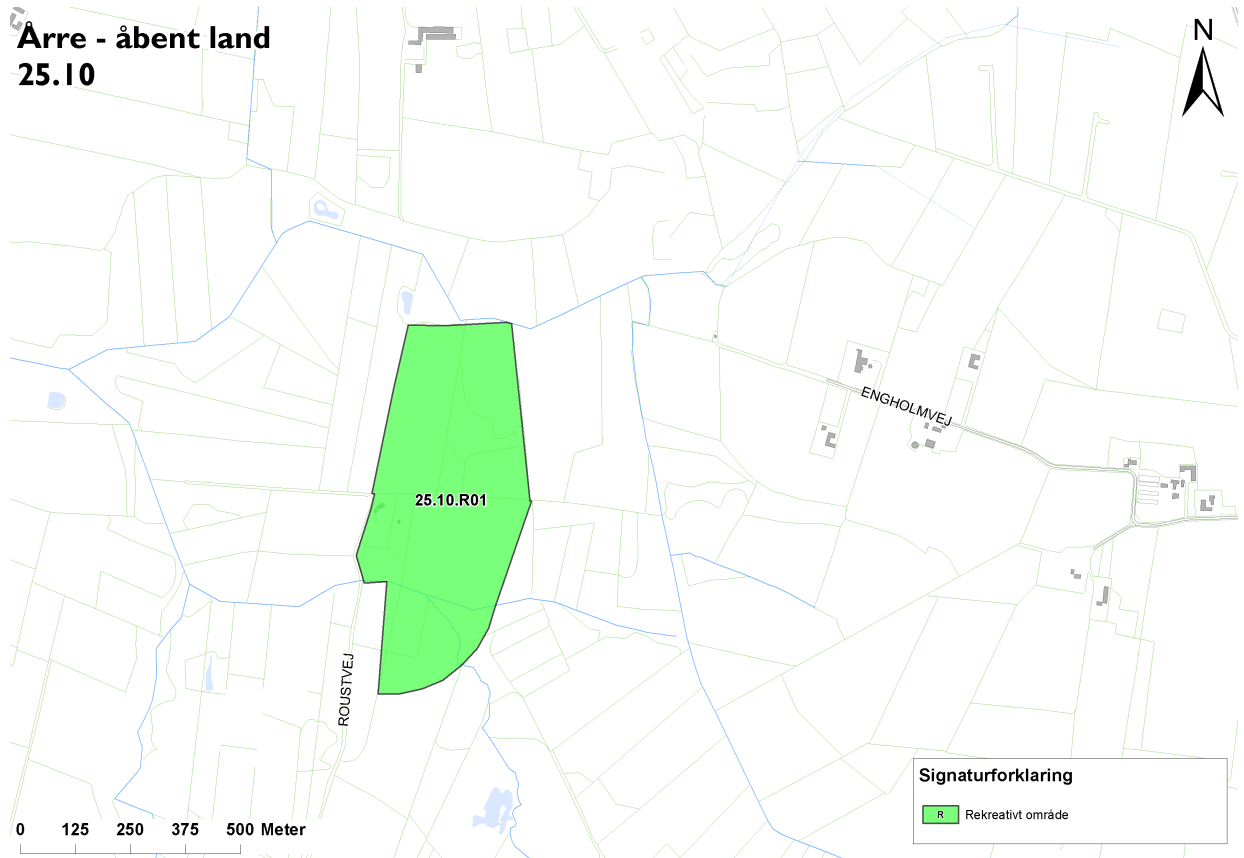 Årre - åbent land
25.10
N
ENGHOLMVEJ
25.10.R01
ROUSTVEJ
Signaturforklaring
R Rekreativt område
0 125 250 375 500 Meter